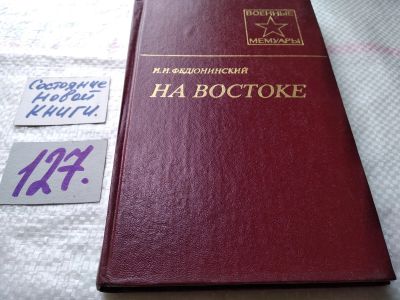 ВОЕННЫЕ
МЕМУАРЫ
И.И.ФЕДЮНИНСКИЙ
НА ВОСТОКЕ
Состояние
новой
книги.
127.